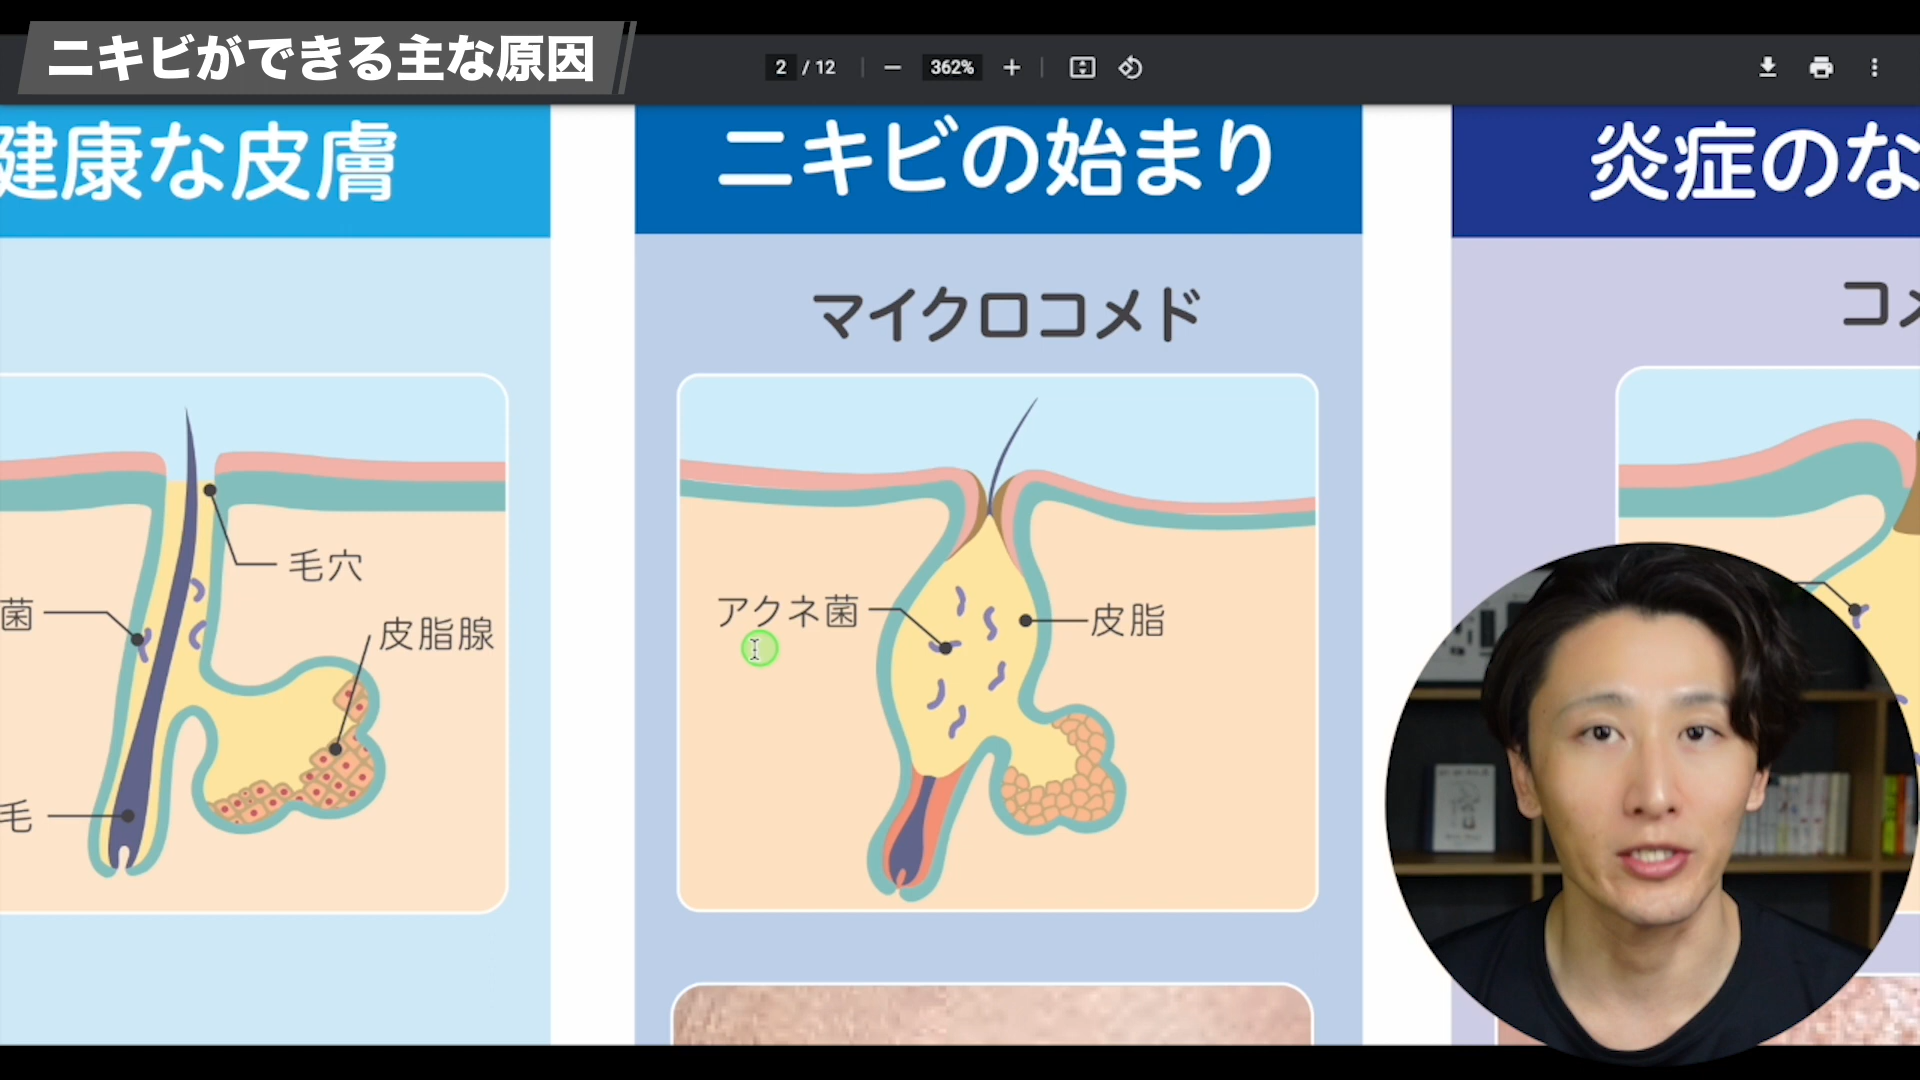 ニキビができる主な原因
2 / 12
362%
健康な皮膚
ニキビの始まり
炎症のな
マイクロコメド
コメ
毛穴
菌
皮脂腺
毛
アクネ菌
皮脂